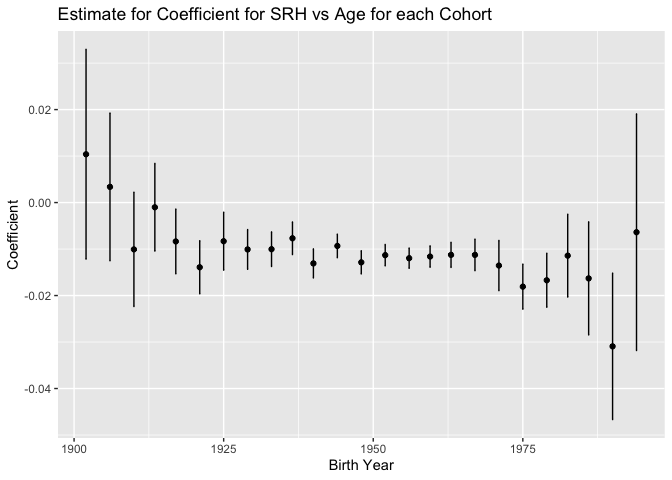 Estimate for Coefficient for SRH vs Age for each Cohort
Coefficient
0.02
0.00
-0.02
-0.04
1900
1925
1950
1975
Birth Year